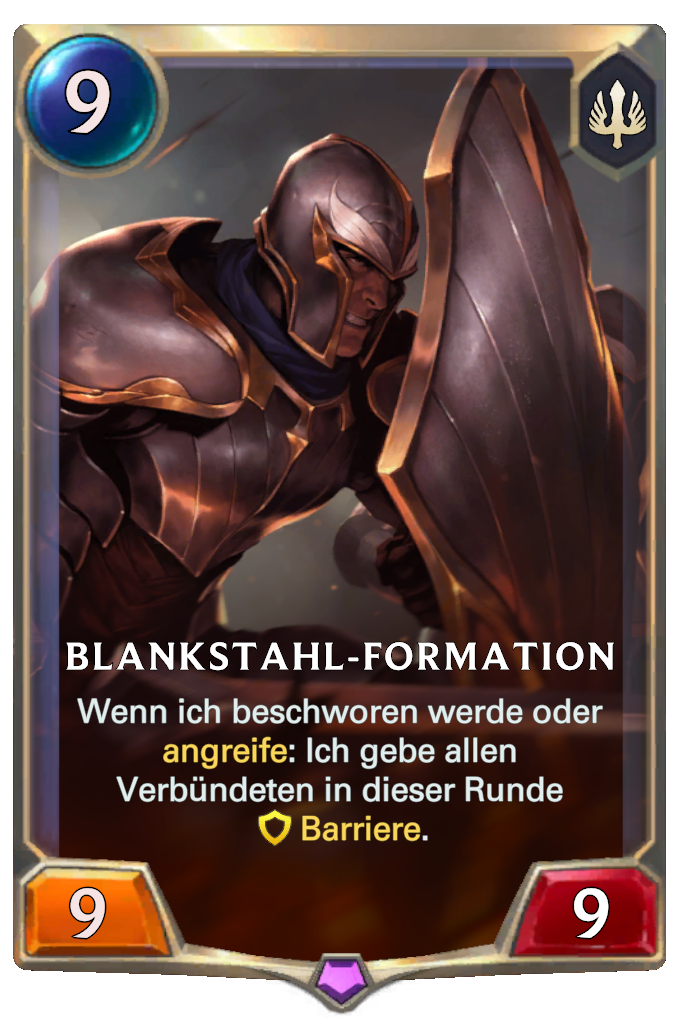 9
BLANKSTAHL-FORMATION
Wenn ich beschworen werde oder
angreife: Ich gebe allen
Verbündeten in dieser Runde
Barriere.
9
9